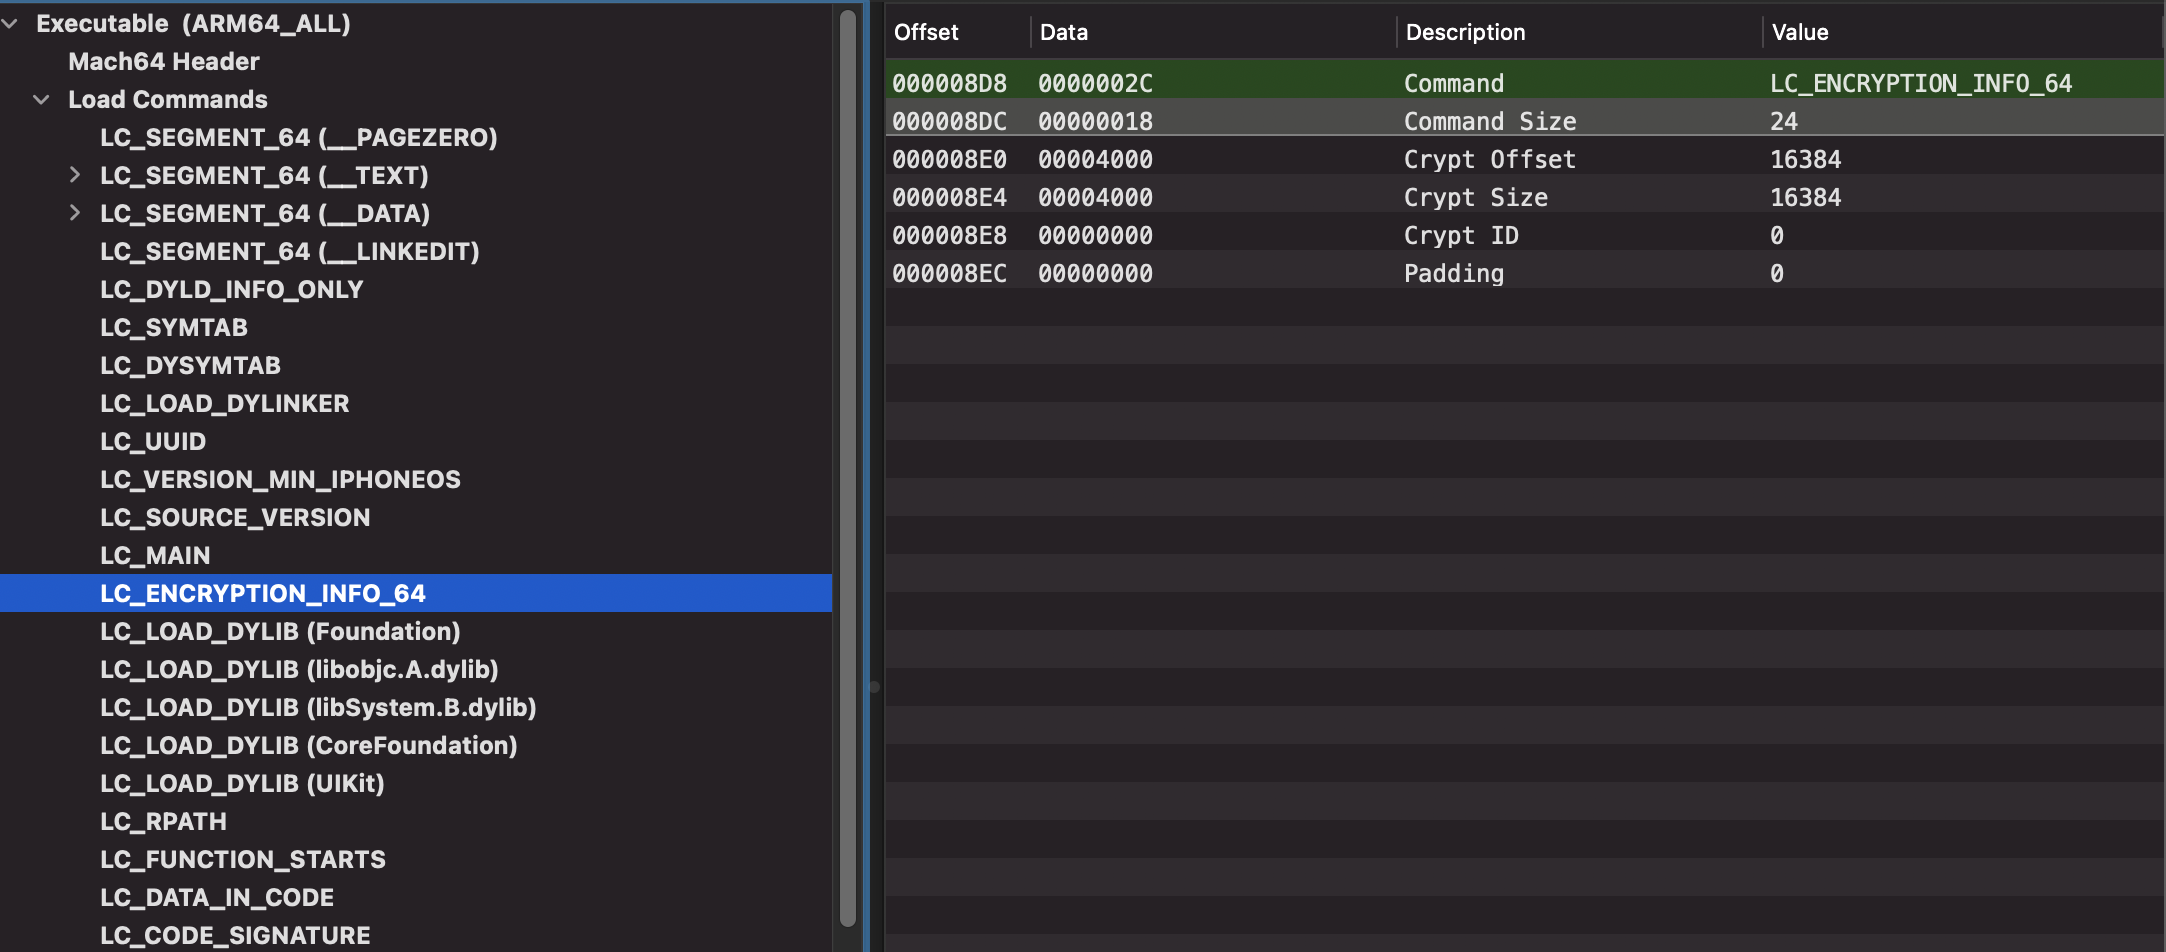 Executable (ARM64_ALL)
Mach64 Header
Load Commands
LC_SEGMENT_64 (__PAGEZERO)
LC_SEGMENT_64 (__TEXT)
LC_SEGMENT_64 (__DATA)
LC_SEGMENT_64 (__LINKEDIT)
LC_DYLD_INFO_ONLY
LC_SYMTAB
LC_DYSYMTAB
LC_LOAD_DYLINKER
LC_UUID
LC_VERSION_MIN_IPHONEOS
LC_SOURCE_VERSION
LC_MAIN
LC_ENCRYPTION_INFO_64
LC_LOAD_DYLIB (Foundation)
LC_LOAD_DYLIB (libobjc.A.dylib)
LC_LOAD_DYLIB (libSystem.B.dylib)
LC_LOAD_DYLIB (CoreFoundation)
LC_LOAD_DYLIB (UIKit)
LC_RPATH
LC_FUNCTION_STARTS
LC_DATA_IN_CODE
LC_CODE_SIGNATURE
Offset Data Description Value
000008D8 0000002C Command LC_ENCRYPTION_INFO_64
000008DC 00000018 Command Size 24
000008E0 00004000 Crypt Offset 16384
000008E4 00004000 Crypt Size 16384
000008E8 00000000 Crypt ID 0
000008EC 00000000 Padding 0